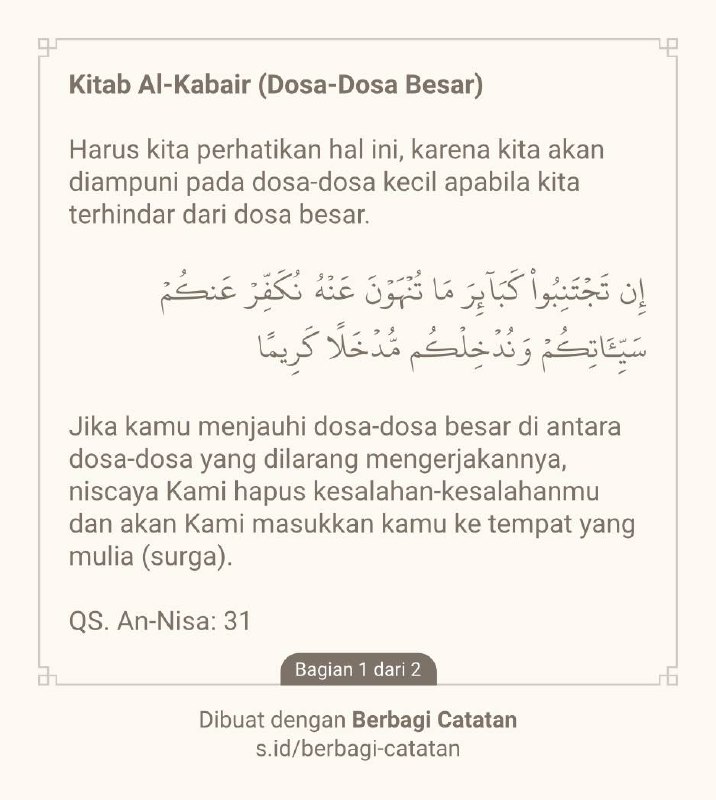 Kitab Al-Kabair (Dosa-Dosa Besar)
Harus kita perhatikan hal ini, karena kita akan
diampuni pada dosa-dosa kecil apabila kita
terhindar dari dosa besar.
إِن تَجْتَنِبُوا۟ كَبَآئِرَ مَا تُنْهَوْنَ عَنْهُ نُكَفِّرْ عَنكُمْ
سَيِّـَٔاتِكُمْ وَنُدْخِلْكُم مُّدْخَلًا كَرِيمًا
Jika kamu menjauhi dosa-dosa besar di antara
dosa-dosa yang dilarang mengerjakannya,
niscaya Kami hapus kesalahan-kesalahanmu
dan akan Kami masukkan kamu ke tempat yang
mulia (surga).
QS. An-Nisa: 31
Bagian 1 dari 2
Dibuat dengan Berbagi Catatan
s.id/berbagi-catatan